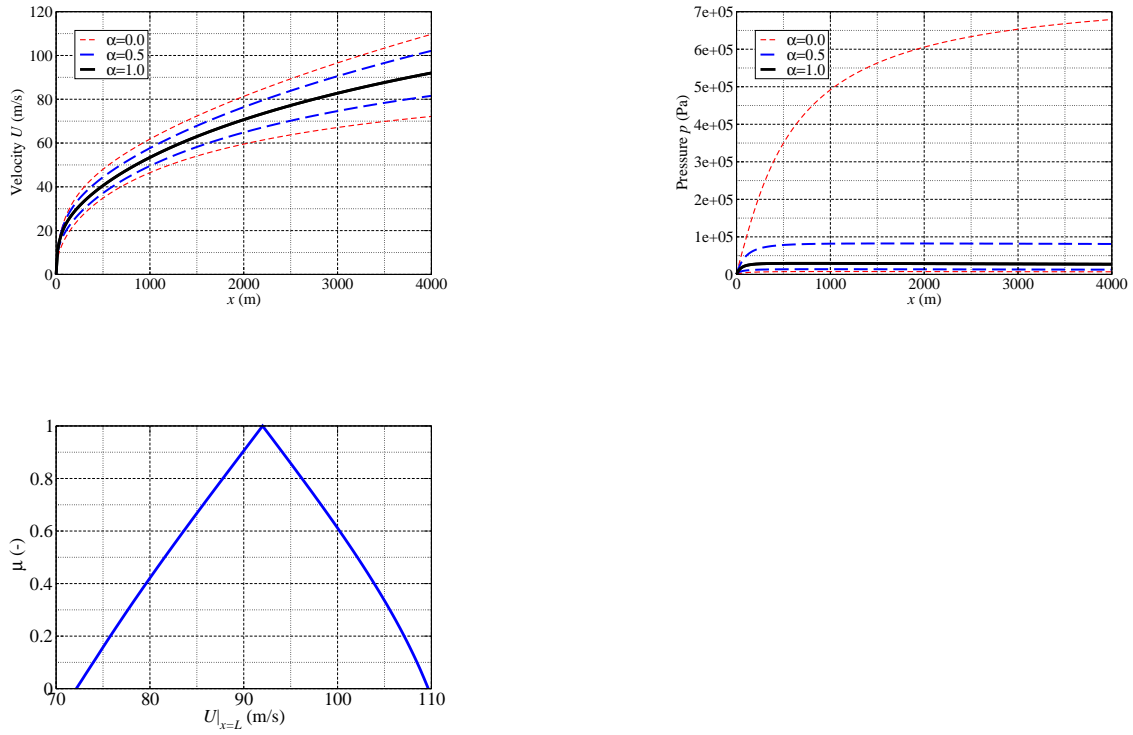 120
100
80
60
40
20
0
Velocity U (m/s)
α=0.0
α=0.5
α=1.0
0 1000 2000 3000 4000
x (m)
7e+05
6e+05
5e+05
4e+05
3e+05
2e+05
1e+05
0
Pressure p (Pa)
α=0.0
α=0.5
α=1.0
0 1000 2000 3000 4000
x (m)
1
0.8
0.6
0.4
0.2
0
μ (-)
70 80 90 100 110
U|x=L (m/s)